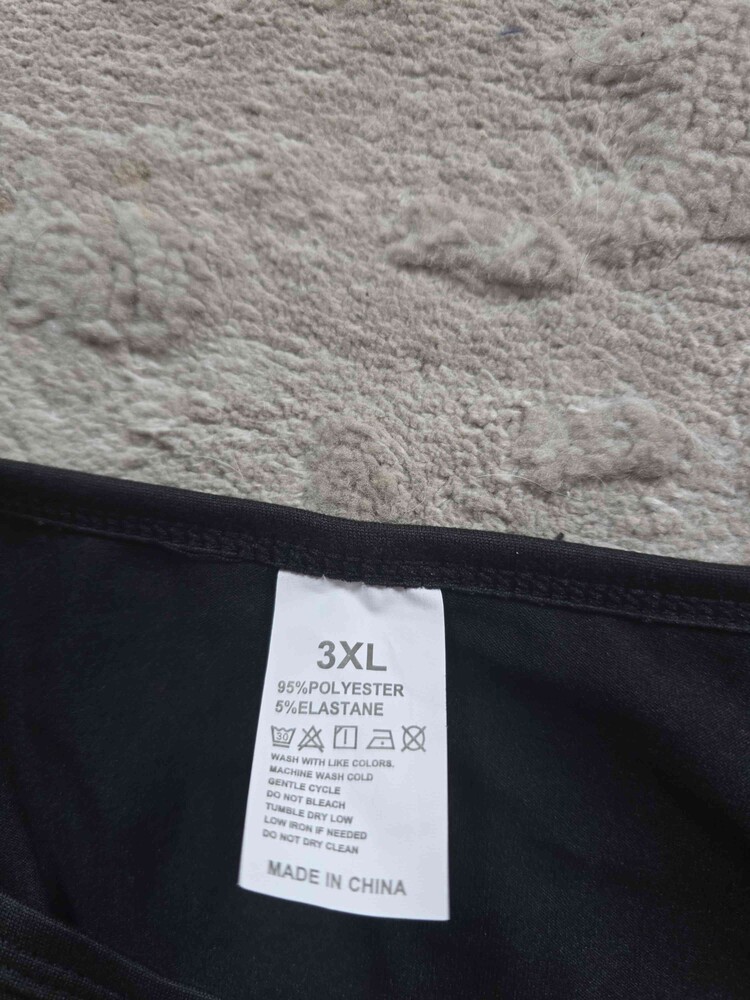 3XL
95%POLYESTER
5%ELASTANE
30
WASH WITH LIKE COLORS.
MACHINE WASH COLD
GENTLE CYCLE
DO NOT BLEACH
TUMBLE DRY LOW
LOW IRON IF NEEDED
DO NOT DRY CLEAN
MADE IN CHINA